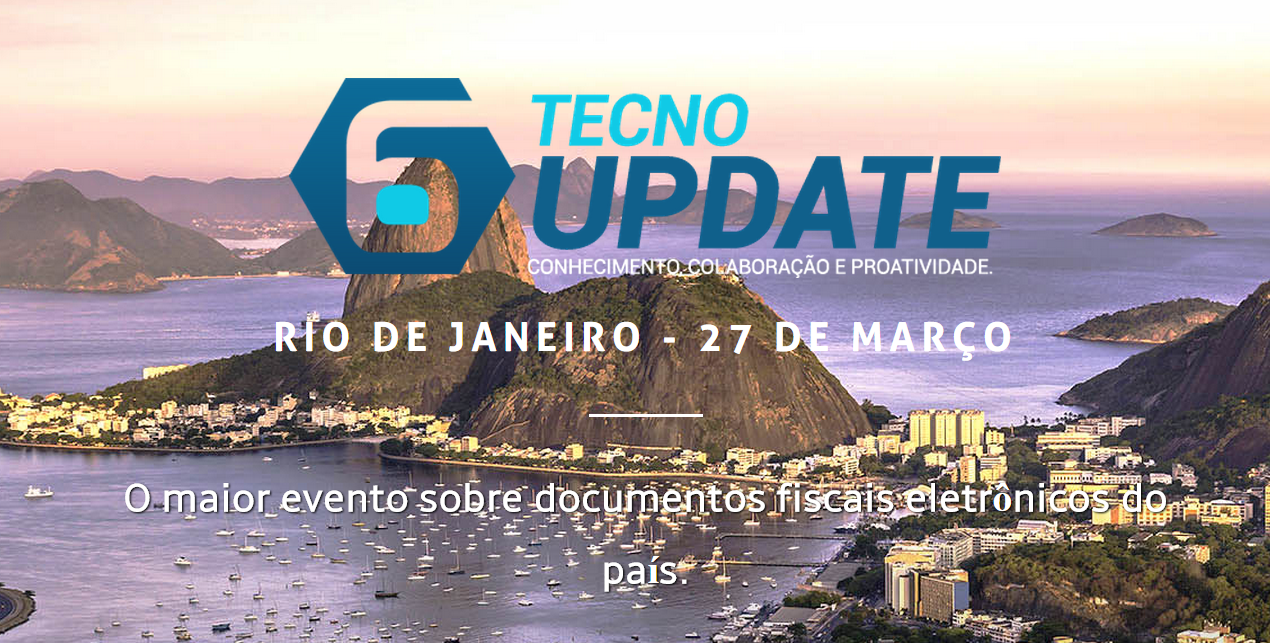 TECNO
UPDATE
CONHECIMENTO, COLABORAÇÃO E PROATIVIDADE.
RIO DE JANEIRO - 27 DE MARÇO
O maior evento sobre documentos fiscais eletrônicos do
país.